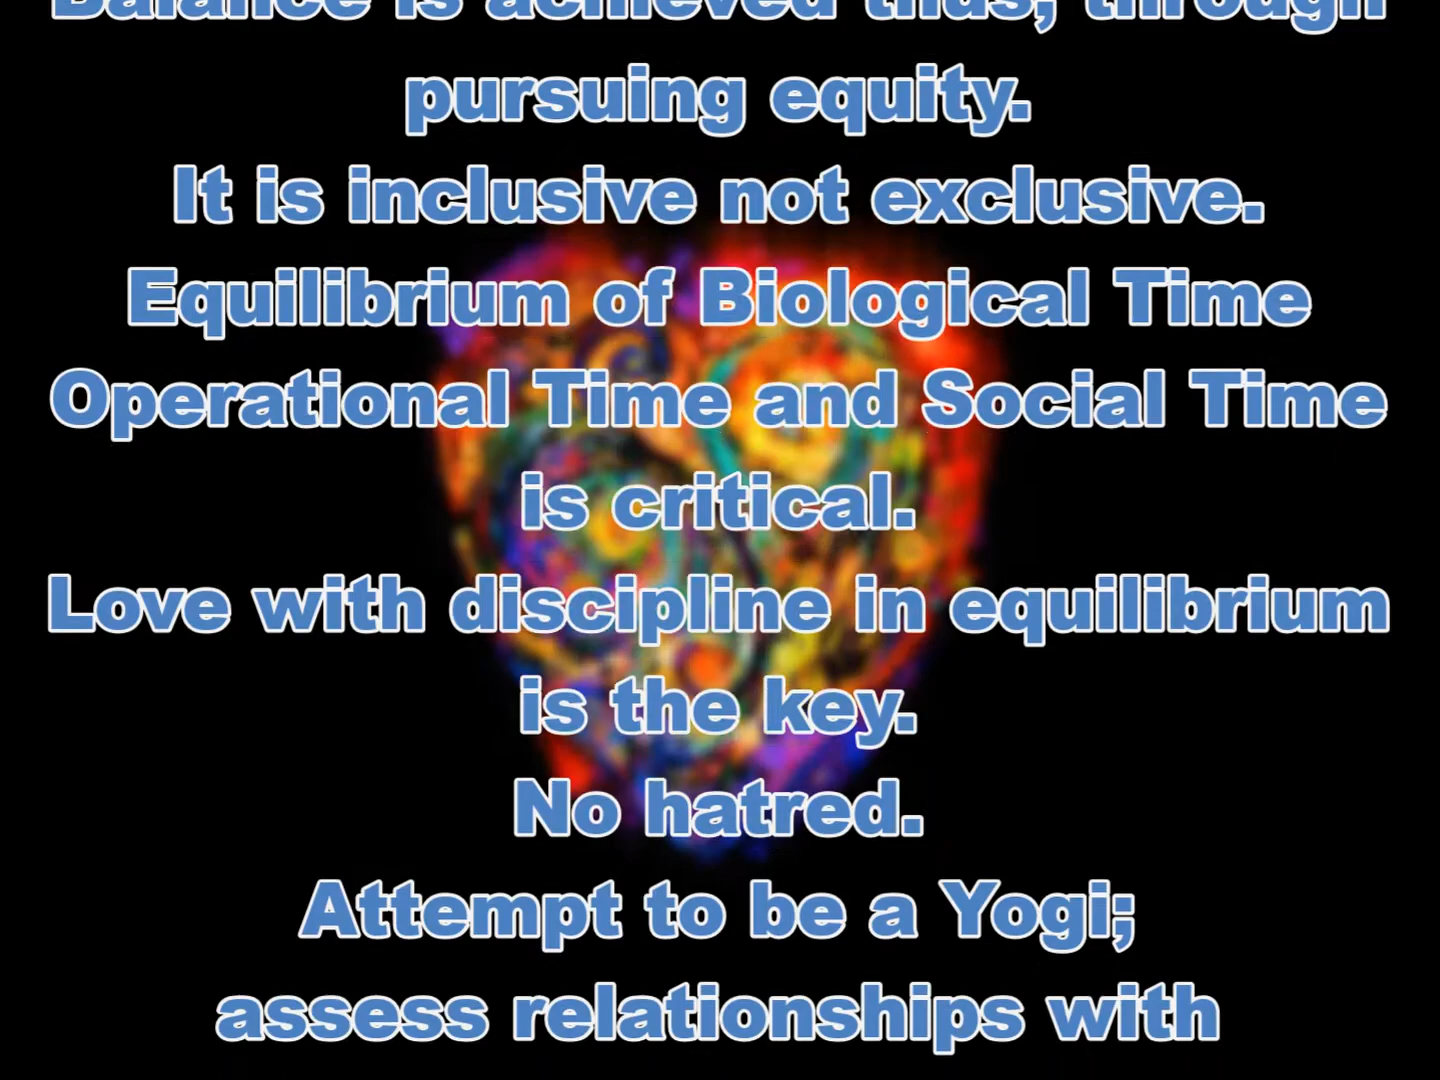 Balance is achieved thus, through
pursuing equity.
It is inclusive not exclusive.
Equilibrium of Biological Time
Operational Time and Social Time
is critical.
Love with discipline in equilibrium
is the key.
No hatred.
Attempt to be a Yogi;
assess relationships with